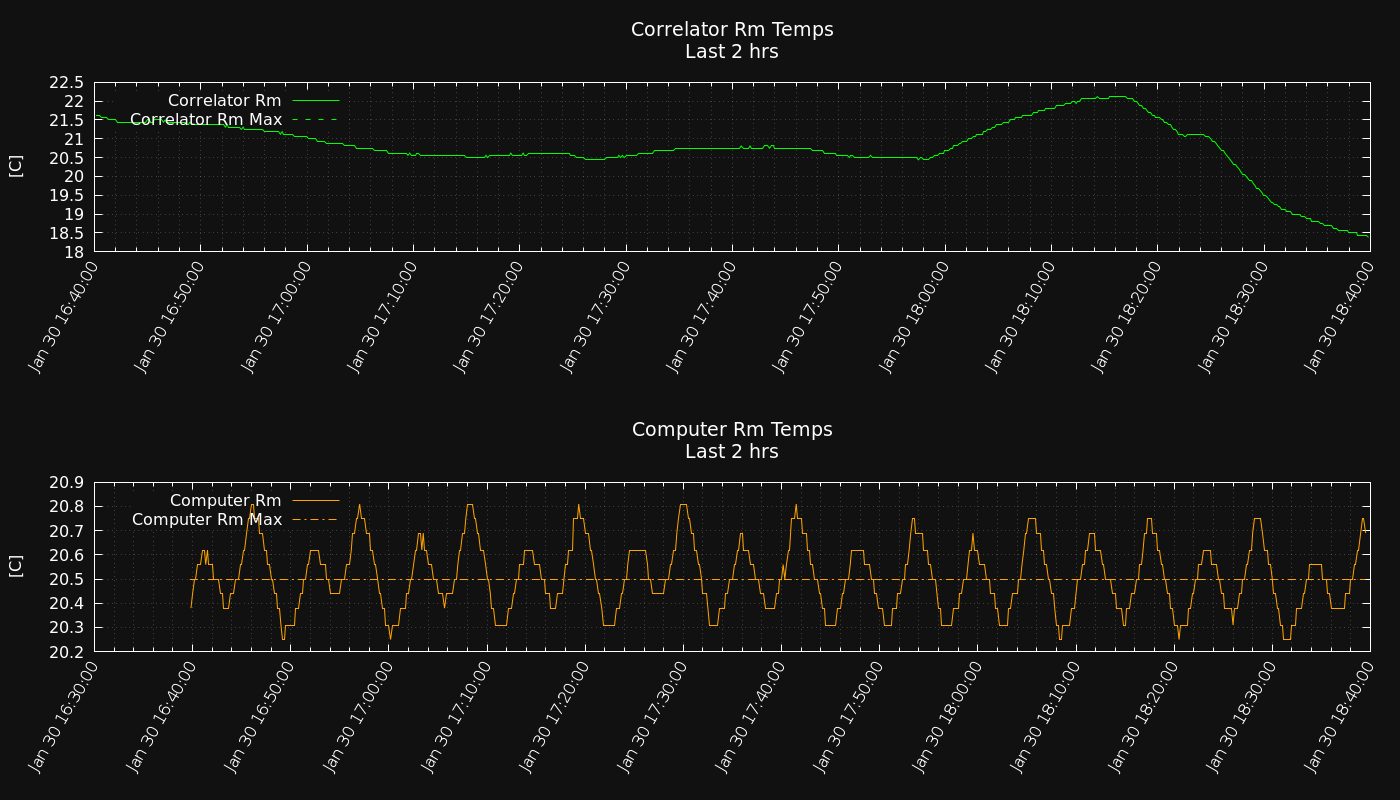 Correlator Rm Temps
Last 2 hrs
22.5
22
21.5
21
20.5
20
19.5
19
18.5
18
[C]
Correlator Rm
Correlator Rm Max
Jan 30 16:40:00
Jan 30 16:50:00
Jan 30 17:00:00
Jan 30 17:10:00
Jan 30 17:20:00
Jan 30 17:30:00
Jan 30 17:40:00
Jan 30 17:50:00
Jan 30 18:00:00
Jan 30 18:10:00
Jan 30 18:20:00
Jan 30 18:30:00
Jan 30 18:40:00
Computer Rm Temps
Last 2 hrs
20.9
20.8
20.7
20.6
20.5
20.4
20.3
20.2
[C]
Computer Rm
Computer Rm Max
Jan 30 16:30:00
Jan 30 16:40:00
Jan 30 16:50:00
Jan 30 17:00:00
Jan 30 17:10:00
Jan 30 17:20:00
Jan 30 17:30:00
Jan 30 17:40:00
Jan 30 17:50:00
Jan 30 18:00:00
Jan 30 18:10:00
Jan 30 18:20:00
Jan 30 18:30:00
Jan 30 18:40:00